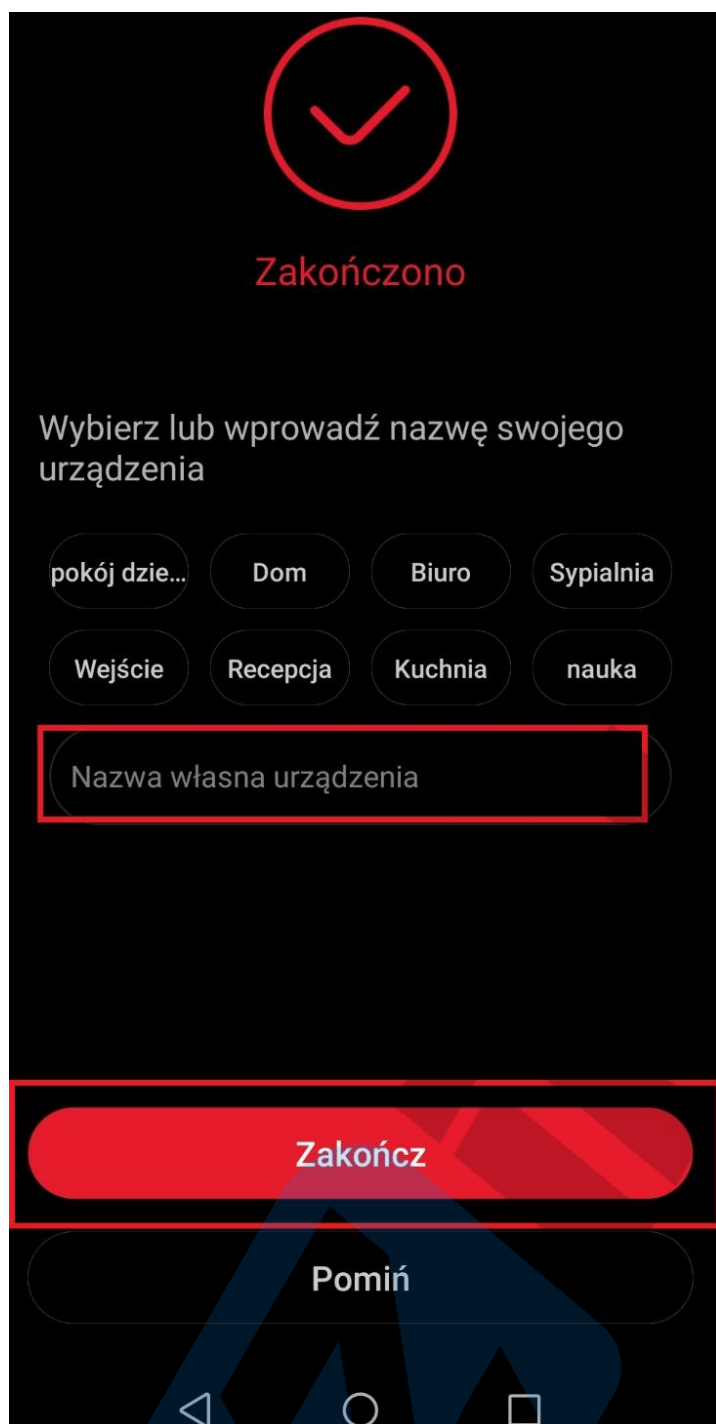 Zakończono
Wybierz lub wprowadź nazwę swojego
urządzenia
pokój dzie... Dom Biuro Sypialnia
Wejście Recepcja Kuchnia nauka
Nazwa własna urządzenia
Zakończ
Pomiń